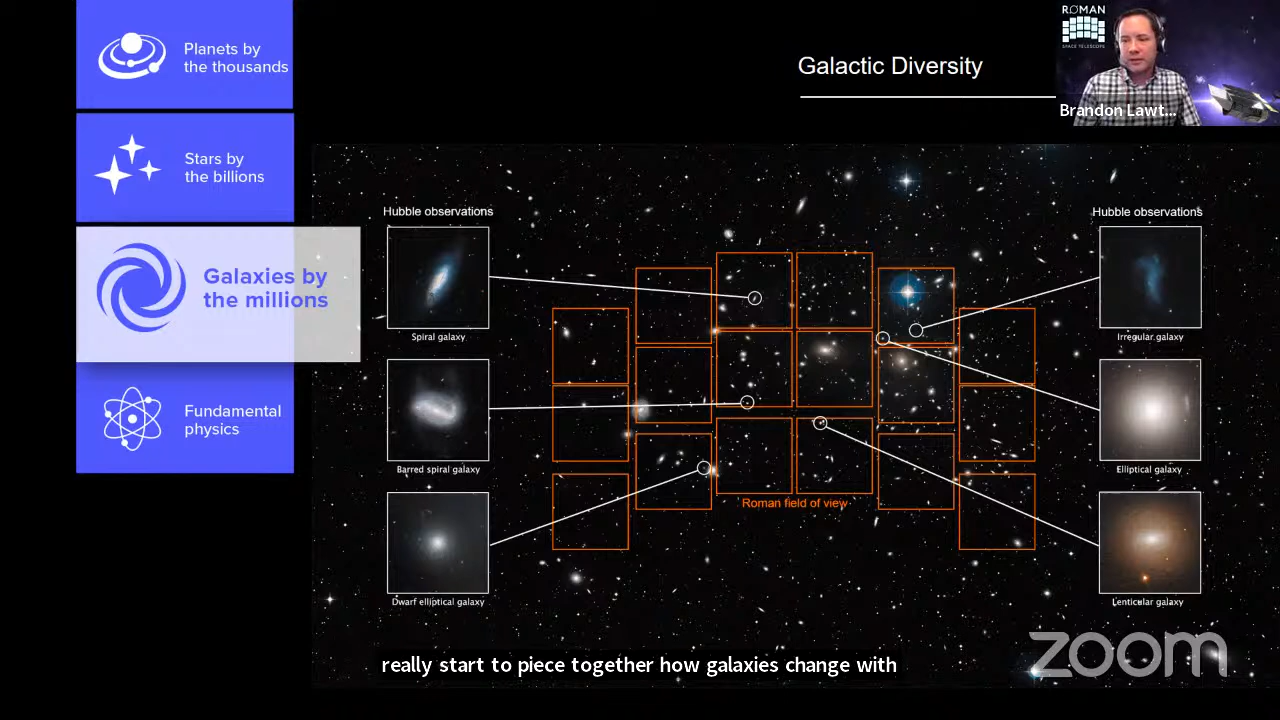 Planets by
the thousands
Stars by
the billions
Galaxies by
the millions
Fundamental
physics
Galactic Diversity
ROMAN
SPACE TELESCOPE
Brandon Lawt...
Hubble observations
Spiral galaxy
Barred spiral galaxy
Dwarf elliptical galaxy
Roman field of view
Hubble observations
Irregular galaxy
Elliptical galaxy
Lenticular galaxy
really start to piece together how galaxies change with
zoom